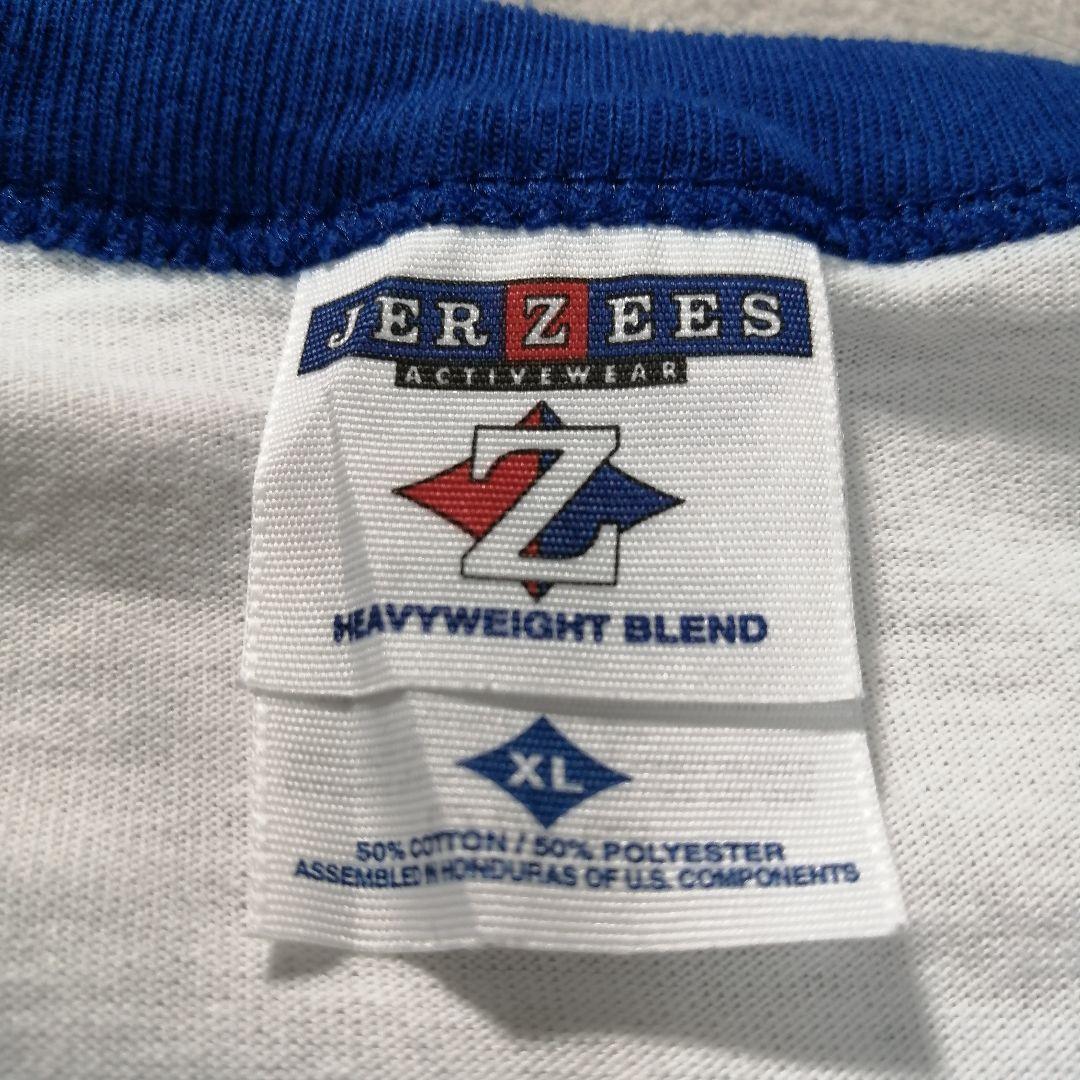 JERZEES
ACTIVEWEAR
Z
HEAVYWEIGHT BLEND
XL
50% COTTON / 50% POLYESTER
ASSEMBLED IN HONDURAS OF U.S. COMPONENTS